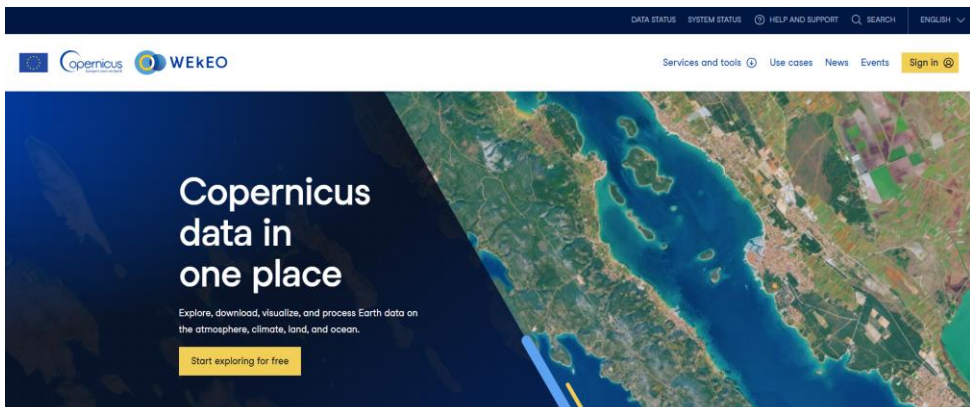 DATA STATUS SYSTEM STATUS HELP AND SUPPORT SEARCH ENGLISH
opernicus WEkEO Services and tools Use cases News Events Sign in
Copernicus
data in
one place
Explore, download, visualize, and process Earth data on
the atmosphere, climate, land, and ocean.
Start exploring for free